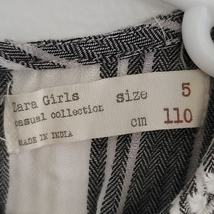 Zara Girls size 5
casual collection cm 110
MADE IN INDIA